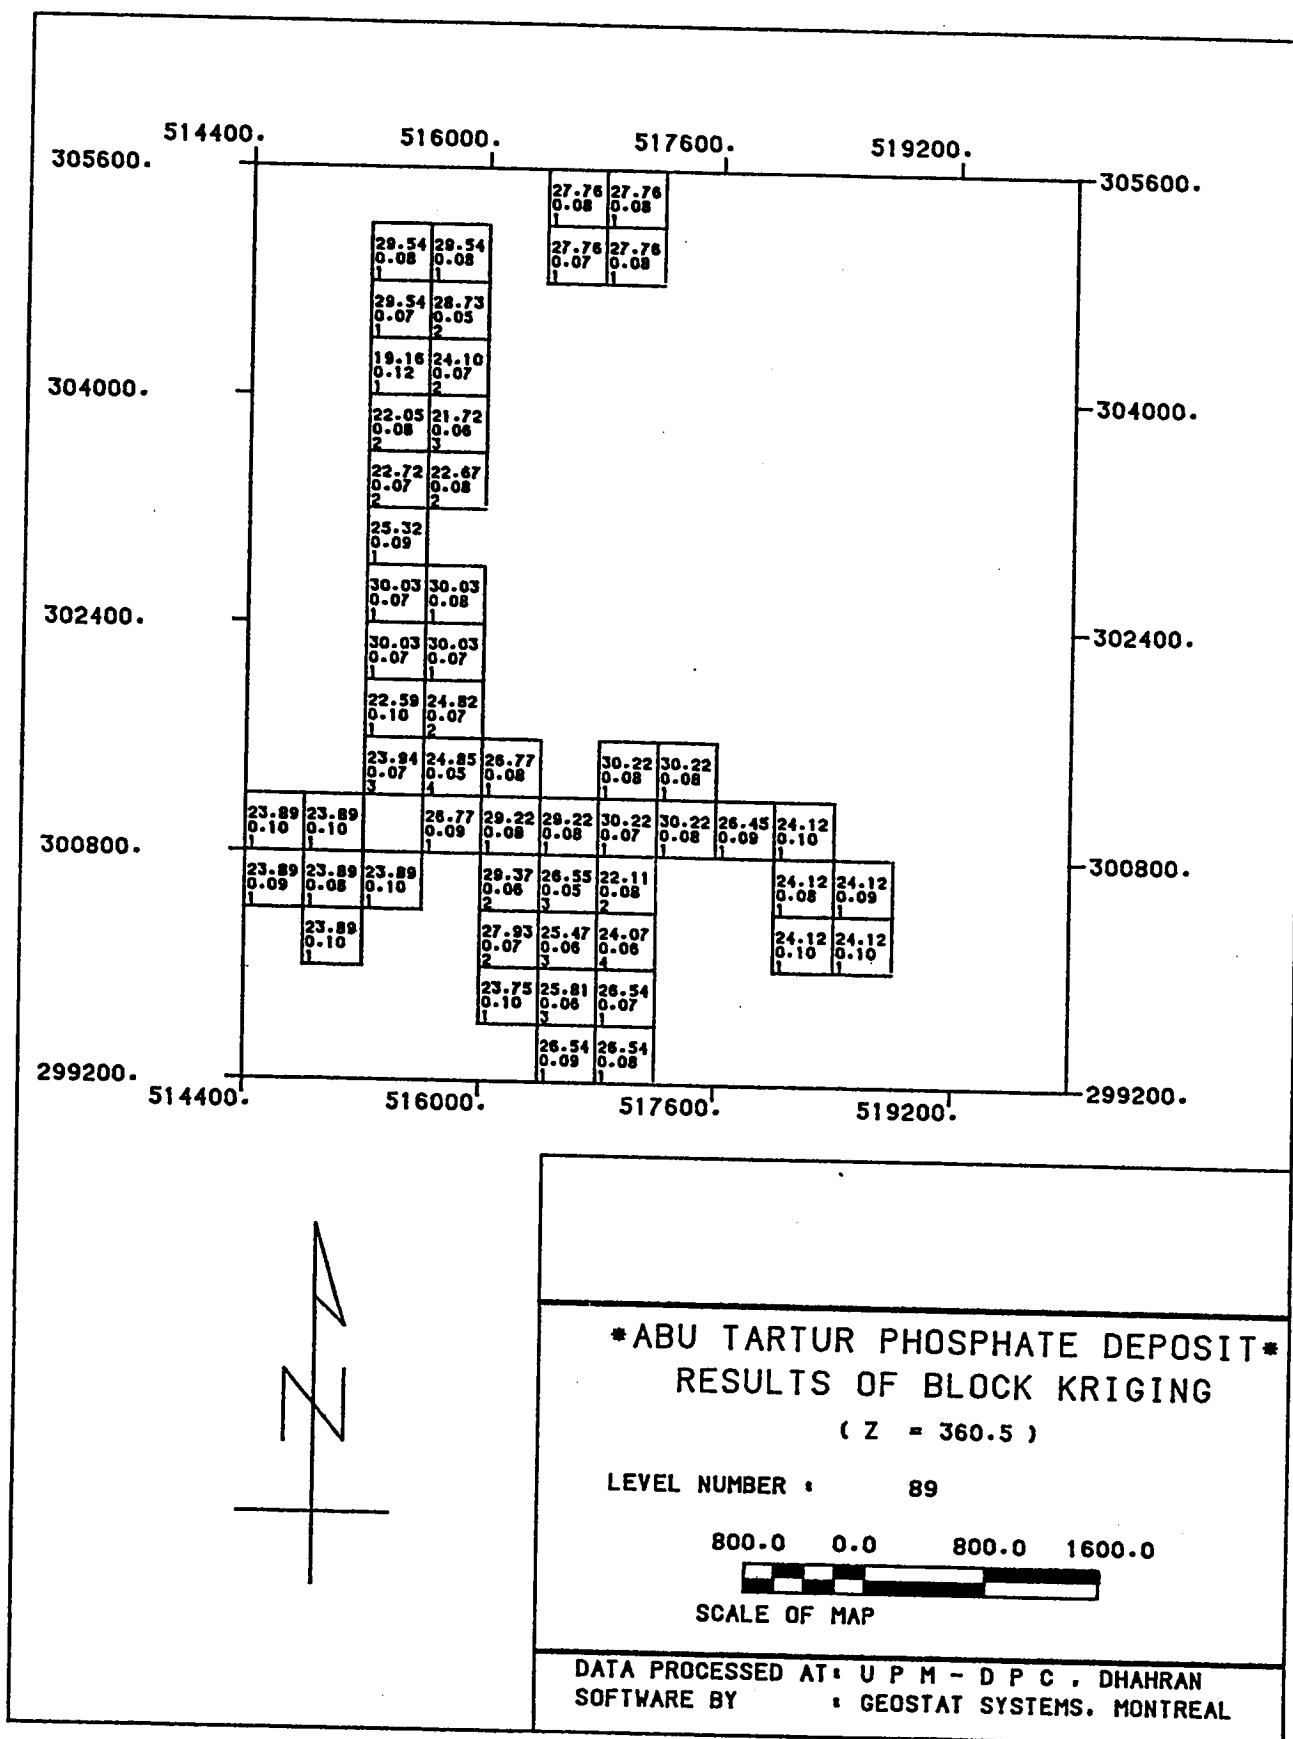 514400. 516000. 517600. 519200.
305600. 305600.
27.76 27.76
0.08 0.08
1 1
29.54 29.54 27.76 27.76
0.08 0.08 0.07 0.08
1 1 1 1
29.54 28.73
0.07 0.05
1 2
19.16 24.10
0.12 0.07
1 2
304000. 304000.
22.05 21.72
0.08 0.06
2 3
22.72 22.67
0.07 0.08
2 2
25.32
0.09
1
30.03 30.03
0.07 0.08
1 1
302400. 302400.
30.03 30.03
0.07 0.07
1 1
22.59 24.82
0.10 0.07
1 2
23.94 24.85 26.77 30.22 30.22
0.07 0.05 0.08 0.08 0.08
3 4 1 1 1
23.89 23.89 26.77 29.22 29.22 30.22 30.22 26.45 24.12
0.10 0.10 0.09 0.08 0.08 0.07 0.08 0.09 0.10
1 1 1 1 1 1 1 1 1
300800. 300800.
23.89 23.89 23.89 29.37 26.55 22.11 24.12 24.12
0.09 0.08 0.10 0.06 0.05 0.08 0.08 0.09
1 1 1 2 3 2 1 1
23.89 27.93 25.47 24.07 24.12 24.12
0.10 0.07 0.06 0.06 0.10 0.10
1 2 3 4 1 1
23.75 25.81 26.54
0.10 0.06 0.07
1 3 1
26.54 26.54
0.09 0.08
1 1
299200. 299200.
514400. 516000. 517600. 519200.
N
*ABU TARTUR PHOSPHATE DEPOSIT*
RESULTS OF BLOCK KRIGING
( Z = 360.5 )
LEVEL NUMBER : 89
800.0 0.0 800.0 1600.0
SCALE OF MAP
DATA PROCESSED AT: U P M - D P C , DHAHRAN
SOFTWARE BY : GEOSTAT SYSTEMS. MONTREAL